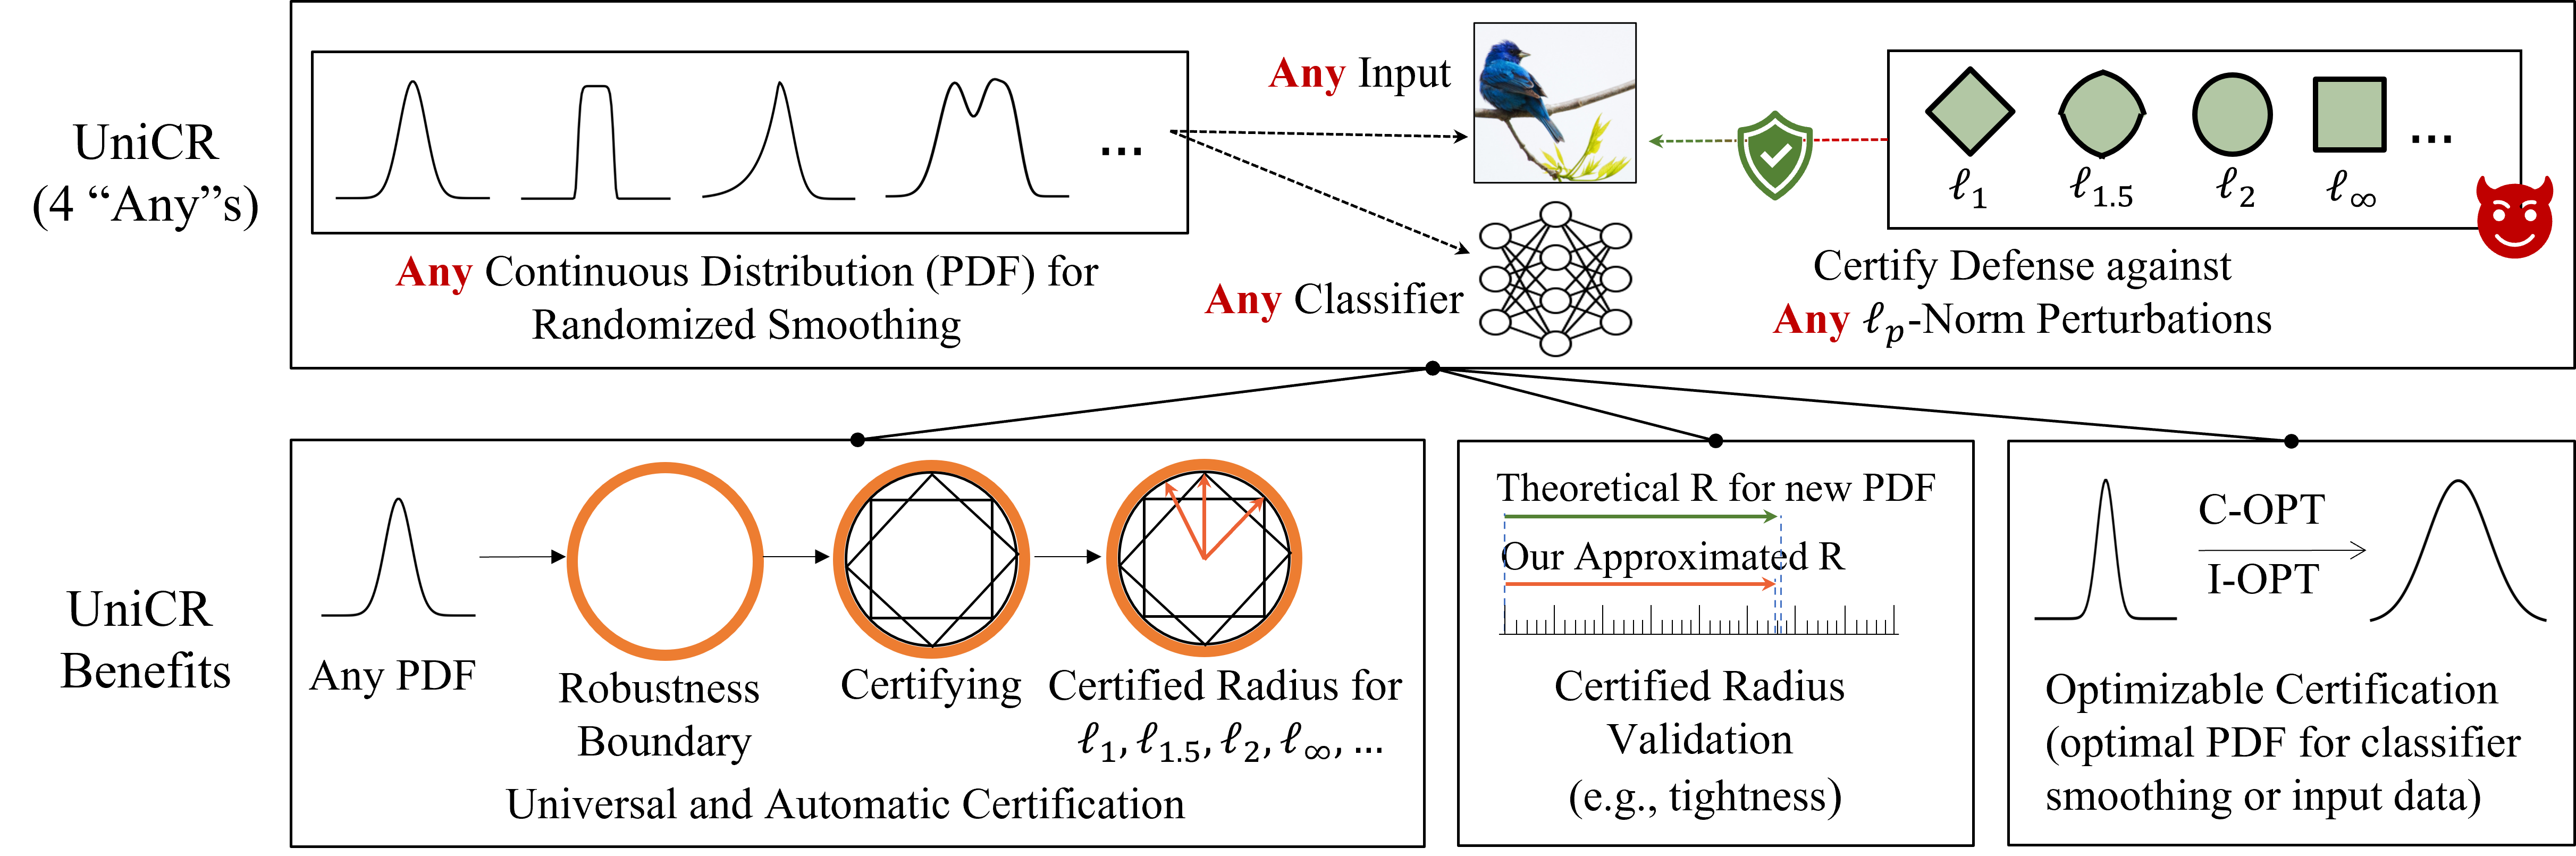 UniCR
(4 “Any”s)
...
Any Continuous Distribution (PDF) for
Randomized Smoothing
Any Input
Any Classifier
ℓ1 ℓ1.5 ℓ2 ℓ∞ ...
Certify Defense against
Any ℓp-Norm Perturbations
UniCR
Benefits
Any PDF
Robustness
Boundary
Certifying
Certified Radius for
ℓ1, ℓ1.5, ℓ2, ℓ∞, ...
Universal and Automatic Certification
Theoretical R for new PDF
Our Approximated R
Certified Radius
Validation
(e.g., tightness)
C-OPT
I-OPT
Optimizable Certification
(optimal PDF for classifier
smoothing or input data)